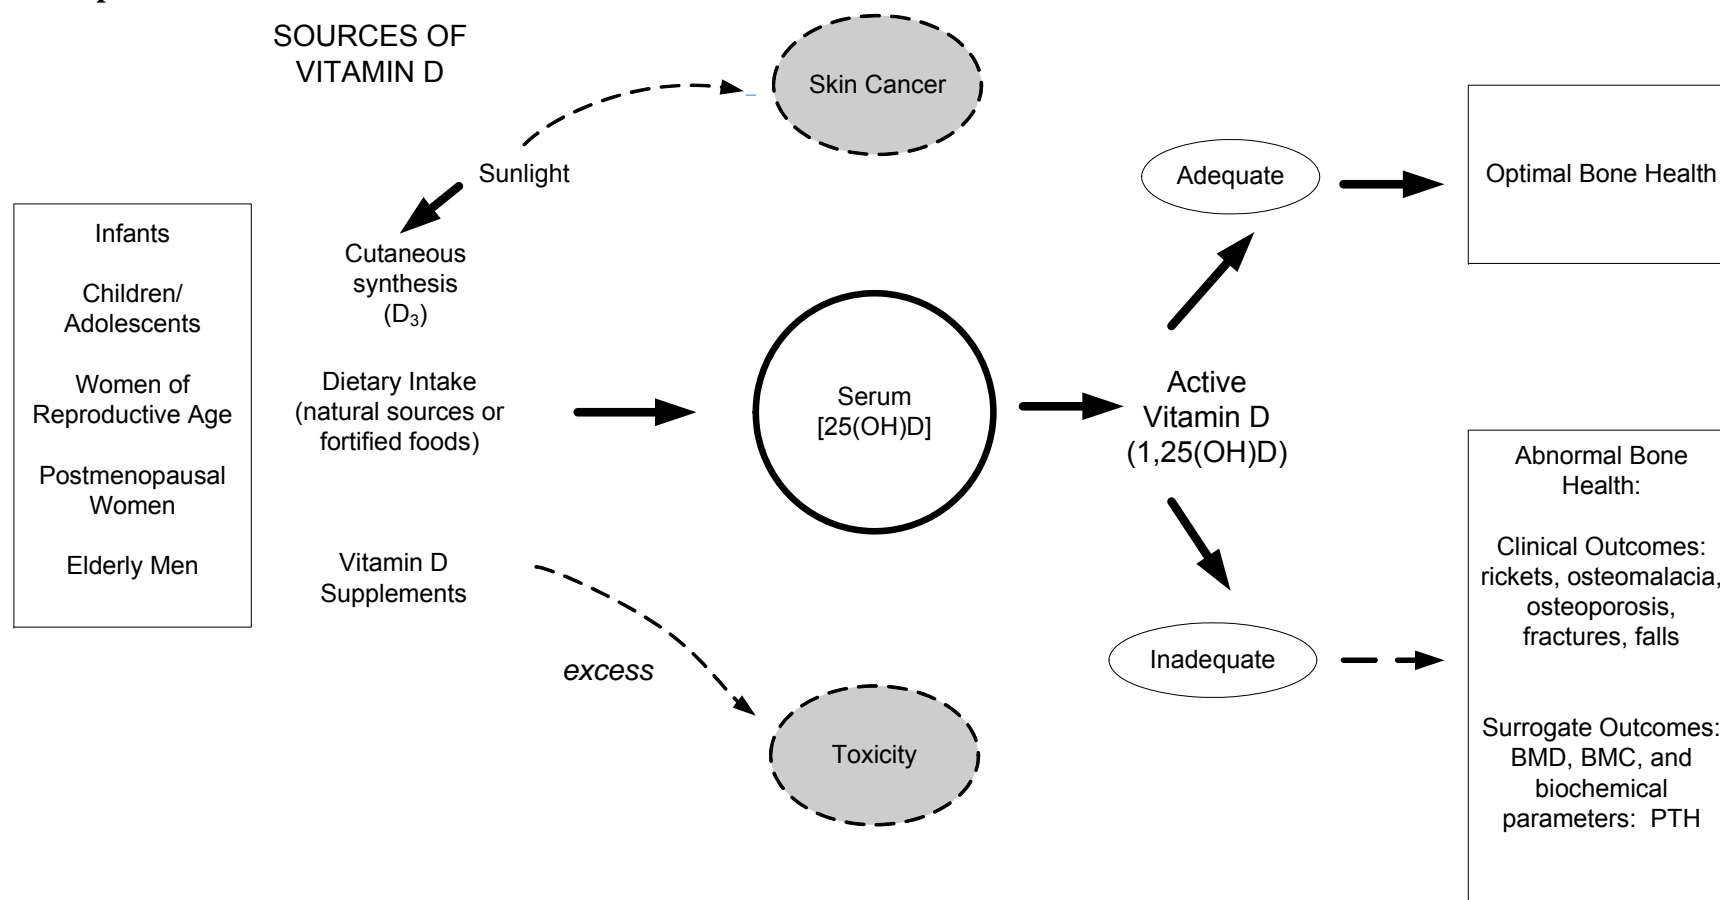 SOURCES OF
VITAMIN D
Skin Cancer
Sunlight
Adequate
Optimal Bone Health
Infants
Children/
Adolescents
Women of
Reproductive Age
Postmenopausal
Women
Elderly Men
Cutaneous
synthesis
(D₃)
Dietary Intake
(natural sources or
fortified foods)
Vitamin D
Supplements
excess
Serum
[25(OH)D]
Active
Vitamin D
(1,25(OH)D)
Inadequate
Toxicity
Abnormal Bone
Health:
Clinical Outcomes:
rickets, osteomalacia,
osteoporosis,
fractures, falls
Surrogate Outcomes:
BMD, BMC, and
biochemical
parameters: PTH